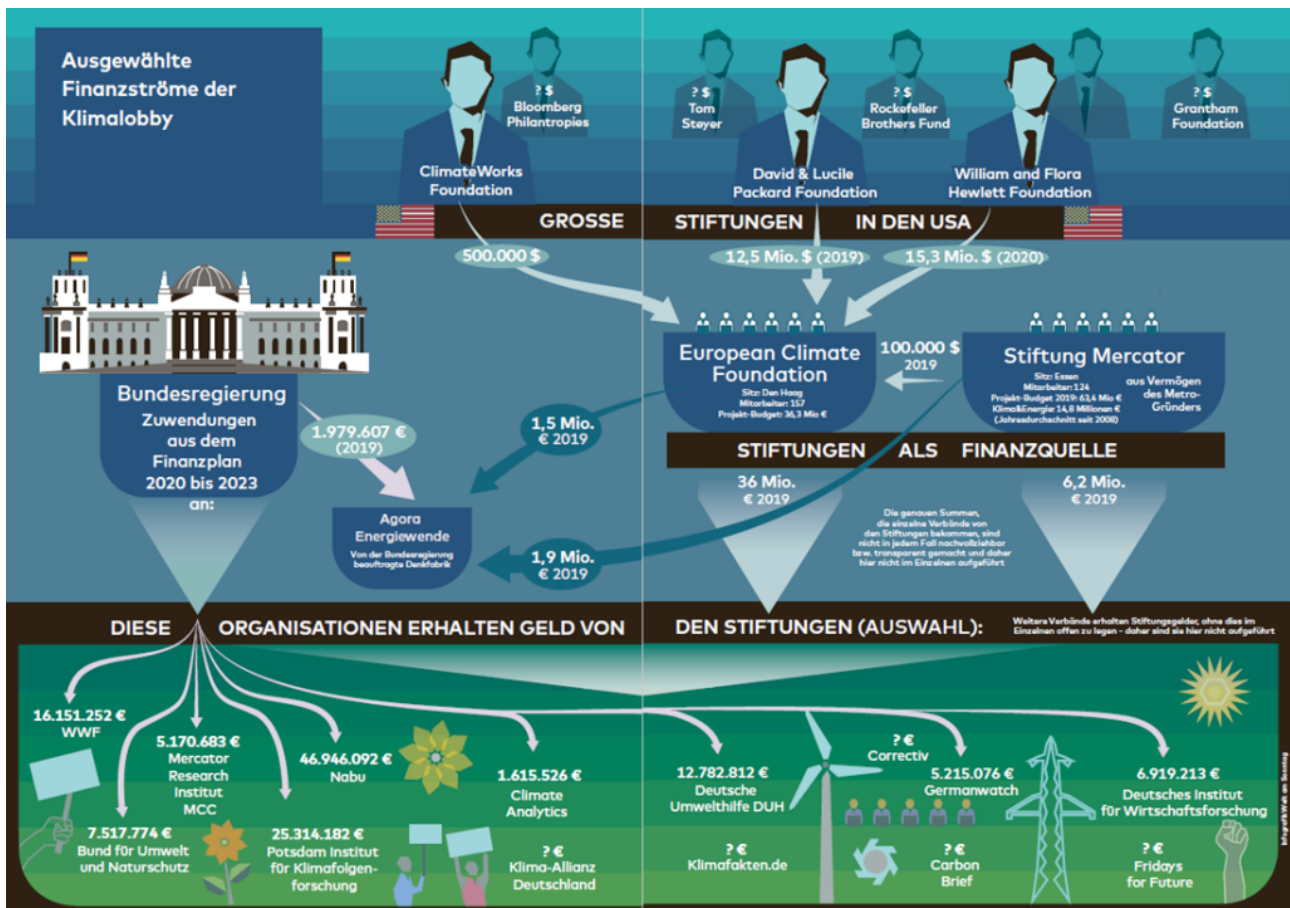 Ausgewählte
Finanzströme der
Klimalobby
? $
Bloomberg
Philantropies
ClimateWorks
Foundation
? $
Tom
Steyer
David & Lucile
Packard Foundation
? $
Rockefeller
Brothers Fund
William and Flora
Hewlett Foundation
? $
Grantham
Foundation
GROSSE STIFTUNGEN IN DEN USA
500.000 $
12,5 Mio. $ (2019)
15,3 Mio. $ (2020)
Bundesregierung
Zuwendungen
aus dem
Finanzplan
2020 bis 2023
an:
1.979.607 €
(2019)
1,5 Mio.
€ 2019
European Climate
Foundation
Sitz: Den Haag
Mitarbeiter: 157
Projekt-Budget: 36,3 Mio €
100.000 $
2019
Stiftung Mercator
Sitz: Essen
Mitarbeiter: 124
Projekt-Budget 2019: 63,4 Mio €
Klima&Energie: 14,8 Millionen €
(Jahresdurchschnitt seit 2008)
aus Vermögen
des Metro-
Gründers
STIFTUNGEN ALS FINANZQUELLE
36 Mio.
€ 2019
6,2 Mio.
€ 2019
Agora
Energiewende
Von der Bundesregierung
beauftragte Denkfabrik
1,9 Mio.
€ 2019
Die genauen Summen,
die einzelne Verbände von
den Stiftungen bekommen, sind
nicht in jedem Fall nachvollziehbar
bzw. transparent gemacht und daher
hier nicht im Einzelnen aufgeführt
DIESE ORGANISATIONEN ERHALTEN GELD VON DEN STIFTUNGEN (AUSWAHL):
Weitere Verbände erhalten Stiftungsgelder, ohne dies im
Einzelnen offen zu legen – daher sind sie hier nicht aufgeführt
16.151.252 €
WWF
5.170.683 €
Mercator
Research
Institut
MCC
46.946.092 €
Nabu
1.615.526 €
Climate
Analytics
7.517.774 €
Bund für Umwelt
und Naturschutz
25.314.182 €
Potsdam Institut
für Klimafolgen-
forschung
? €
Klima-Allianz
Deutschland
12.782.812 €
Deutsche
Umwelthilfe DUH
? €
Correctiv
5.215.076 €
Germanwatch
6.919.213 €
Deutsches Institut
für Wirtschaftsforschung
? €
Klimafakten.de
? €
Carbon
Brief
? €
Fridays
for Future
Infografik Welt am Sonntag